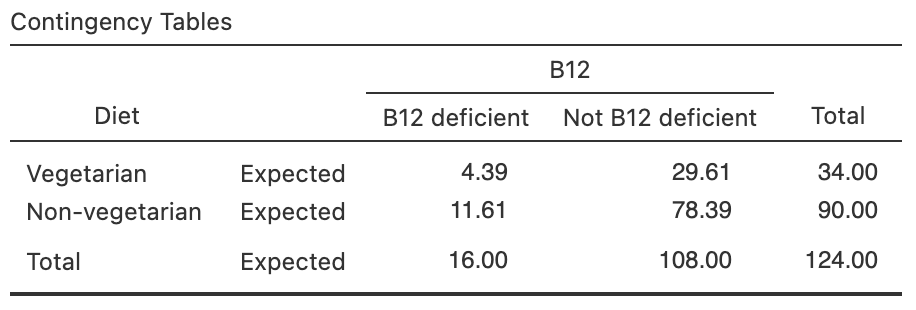 Contingency Tables
B12
Diet B12 deficient Not B12 deficient Total
Vegetarian Expected 4.39 29.61 34.00
Non-vegetarian Expected 11.61 78.39 90.00
Total Expected 16.00 108.00 124.00